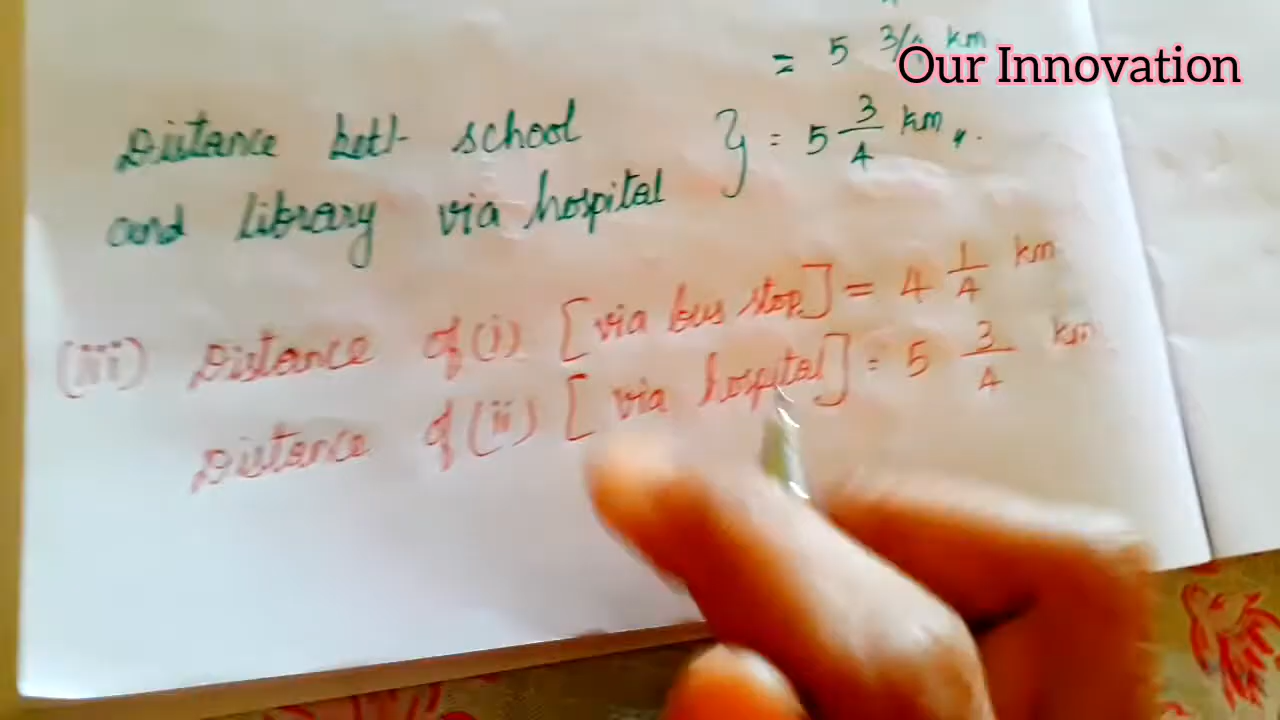 = 5 3/4 km
Our Innovation
Distance bet- school } = 5 3/4 km,,.
and library via hospital
(iii) Distance of (i) [via bus stop] = 4 1/4 km
Distance of (ii) [via hospital] = 5 3/4 km